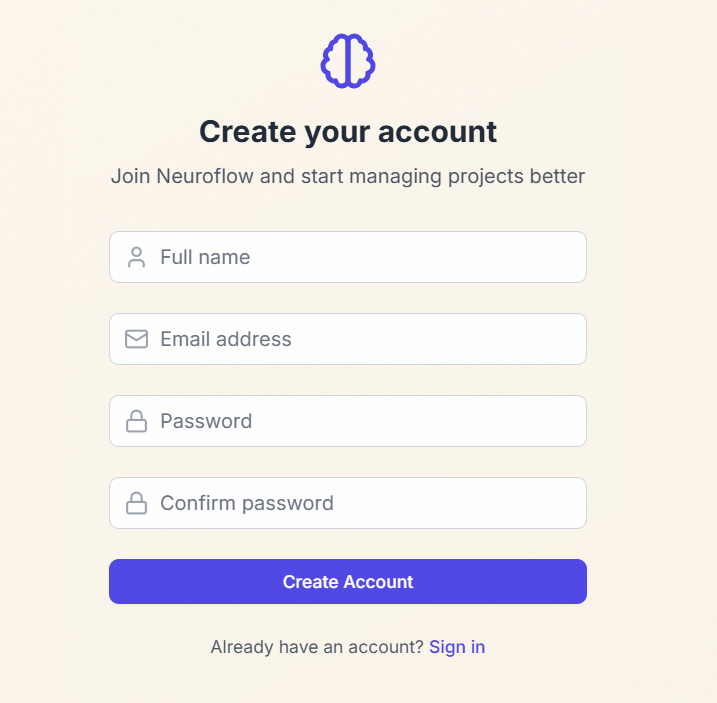 Create your account
Join Neuroflow and start managing projects better
Full name
Email address
Password
Confirm password
Create Account
Already have an account? Sign in